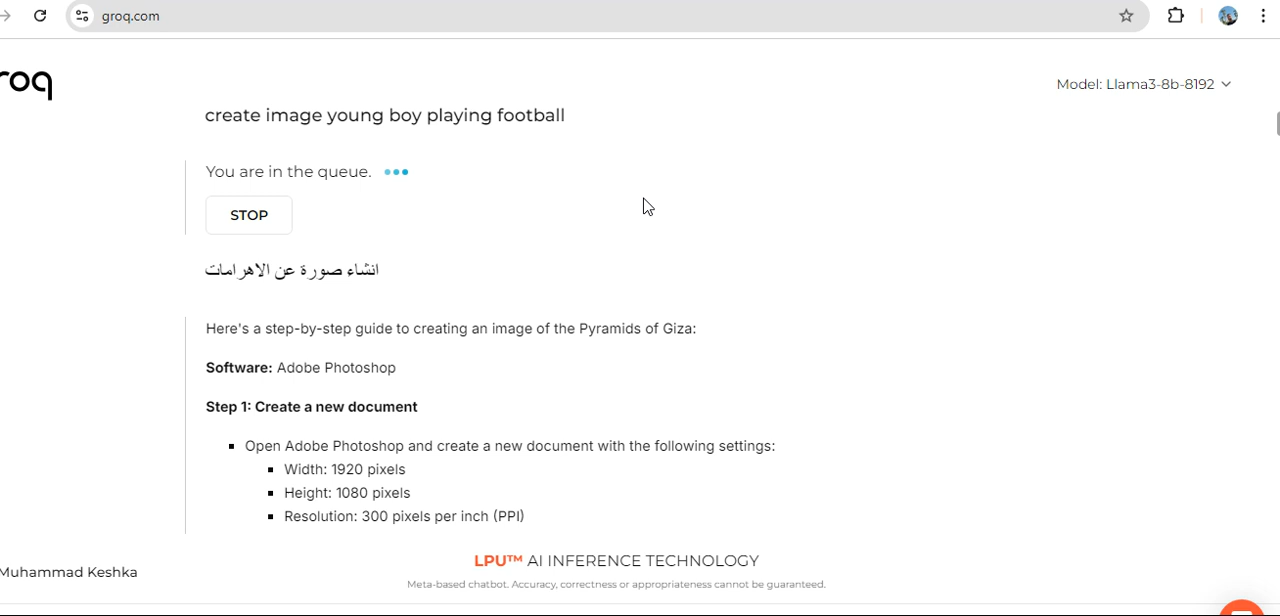 groq.com
roq
Model: Llama3-8b-8192
create image young boy playing football
You are in the queue.
STOP
انشاء صورة عن الاهرامات
Here's a step-by-step guide to creating an image of the Pyramids of Giza:
Software: Adobe Photoshop
Step 1: Create a new document
Open Adobe Photoshop and create a new document with the following settings:
Width: 1920 pixels
Height: 1080 pixels
Resolution: 300 pixels per inch (PPI)
LPU™ AI INFERENCE TECHNOLOGY
Muhammad Keshka
Meta-based chatbot. Accuracy, correctness or appropriateness cannot be guaranteed.